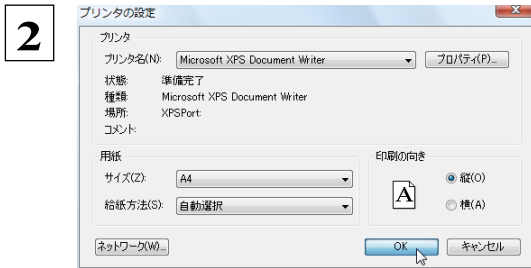 2
プリンタの設定
プリンタ
プリンタ名(N): Microsoft XPS Document Writer プロパティ(P)...
状態: 準備完了
種類: Microsoft XPS Document Writer
場所: XPSPort:
コメント:
用紙
サイズ(Z): A4
給紙方法(S): 自動選択
印刷の向き
A
縦(O)
横(A)
ネットワーク(W)...
OK キャンセル